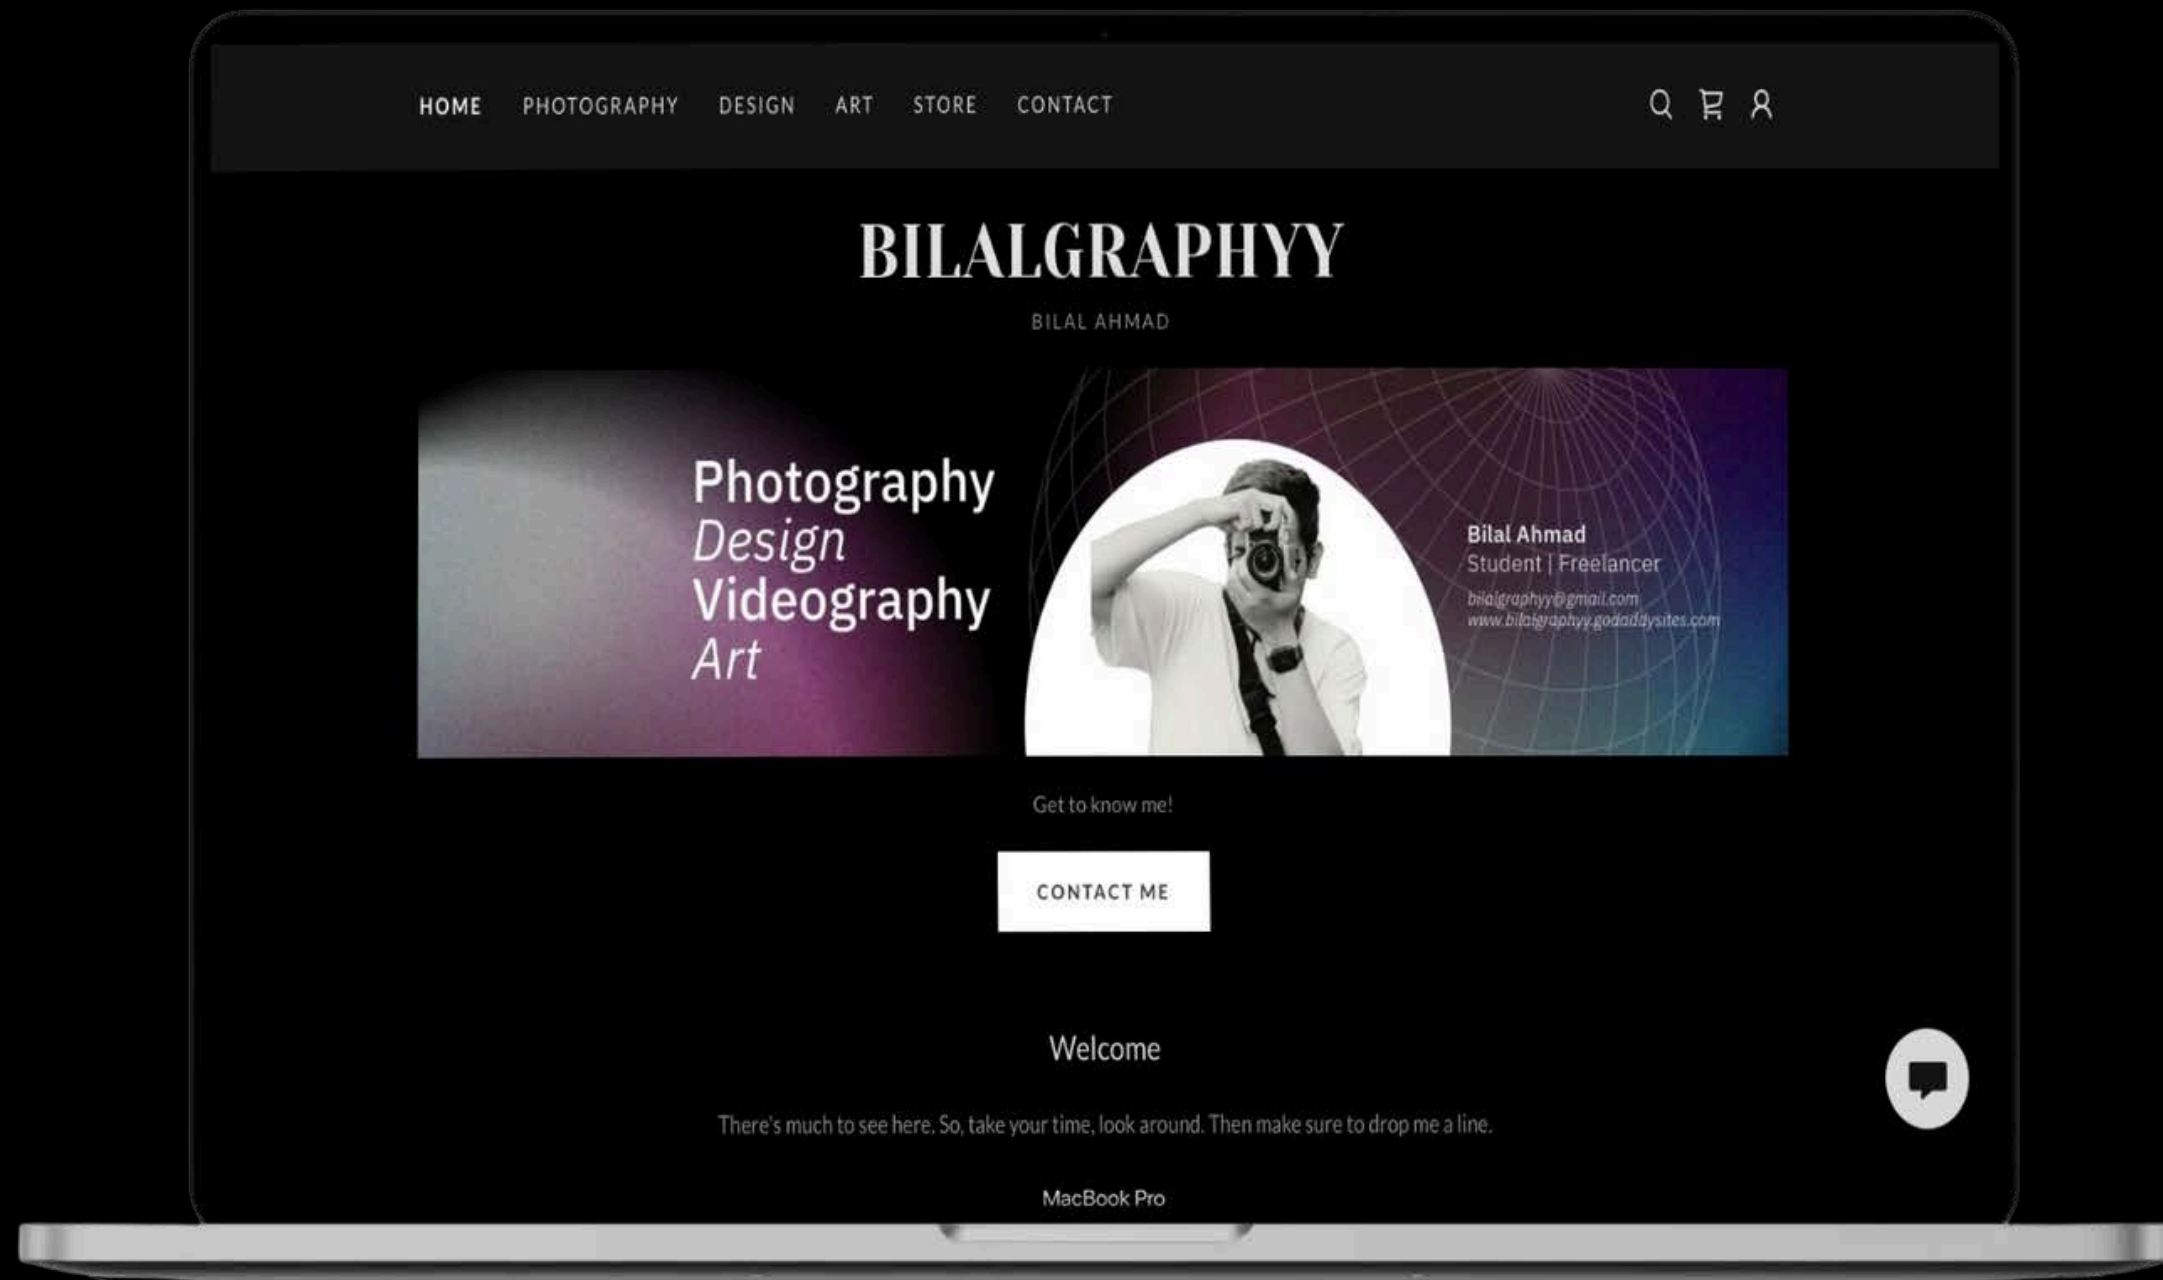 HOME PHOTOGRAPHY DESIGN ART STORE CONTACT
BILALGRAPHYY
BILAL AHMAD
Photography
Design
Videography
Art
Bilal Ahmad
Student | Freelancer
bilalgraphyy@gmail.com
www.bilalgraphyy.godaddysites.com
Get to know me!
CONTACT ME
Welcome
There's much to see here. So, take your time, look around. Then make sure to drop me a line.
MacBook Pro